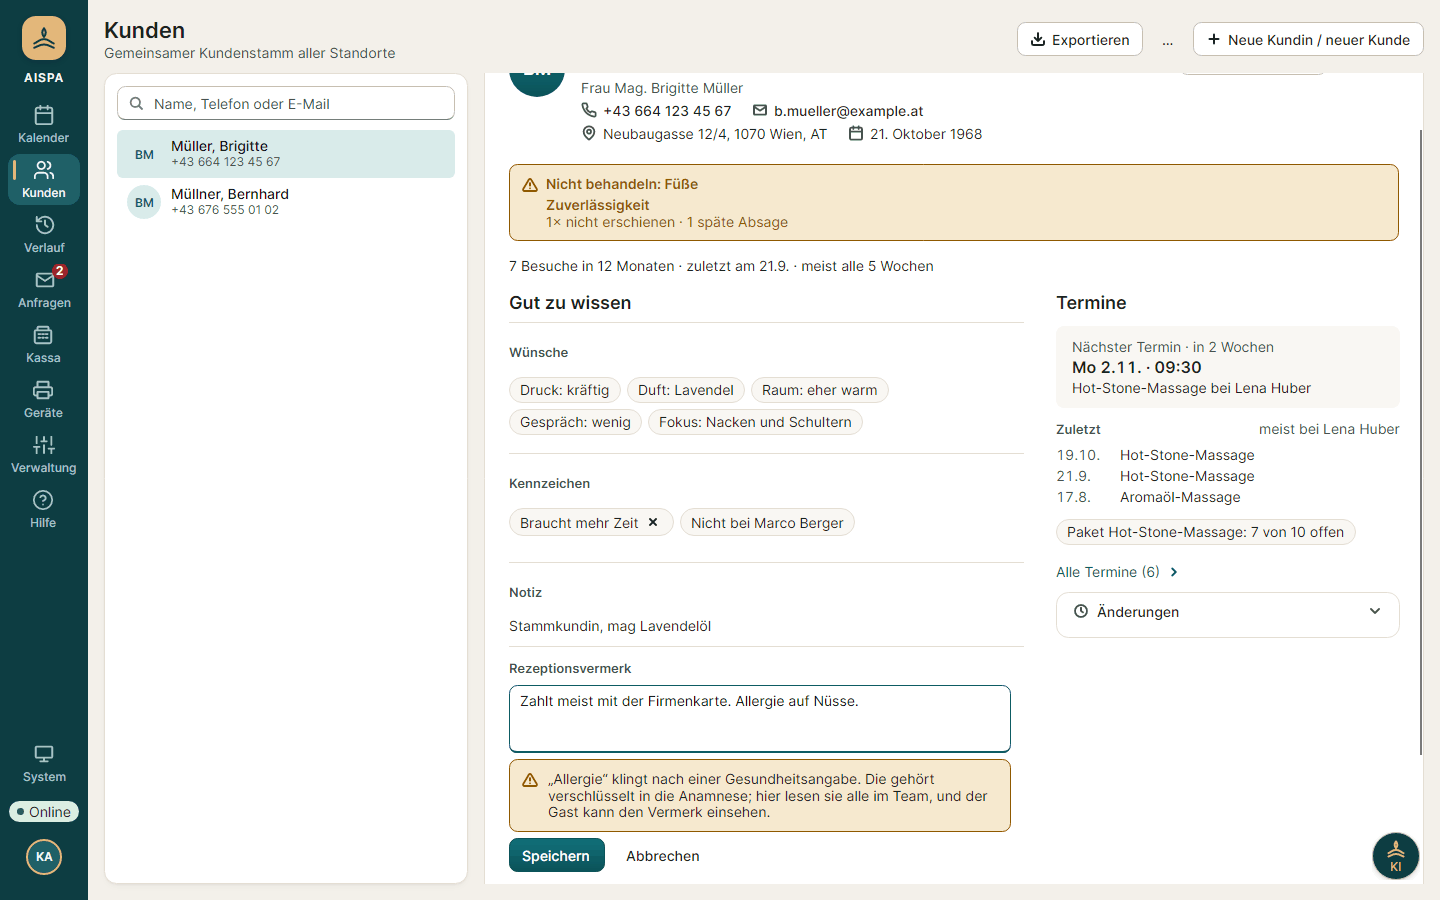 AISPA
Kalender
Kunden
Verlauf
2
Anfragen
Kassa
Geräte
Verwaltung
Hilfe
System
Online
KA
Kunden
Gemeinsamer Kundenstamm aller Standorte
Exportieren
...
Neue Kundin / neuer Kunde
Name, Telefon oder E-Mail
BM
Müller, Brigitte
+43 664 123 45 67
BM
Müllner, Bernhard
+43 676 555 01 02
Frau Mag. Brigitte Müller
+43 664 123 45 67
b.mueller@example.at
Neubaugasse 12/4, 1070 Wien, AT
21. Oktober 1968
Nicht behandeln: Füße
Zuverlässigkeit
1× nicht erschienen · 1 späte Absage
7 Besuche in 12 Monaten · zuletzt am 21.9. · meist alle 5 Wochen
Gut zu wissen
Wünsche
Druck: kräftig
Duft: Lavendel
Raum: eher warm
Gespräch: wenig
Fokus: Nacken und Schultern
Kennzeichen
Braucht mehr Zeit
Nicht bei Marco Berger
Notiz
Stammkundin, mag Lavendelöl
Rezeptionsvermerk
Zahlt meist mit der Firmenkarte. Allergie auf Nüsse.
„Allergie“ klingt nach einer Gesundheitsangabe. Die gehört
verschlüsselt in die Anamnese; hier lesen sie alle im Team, und der
Gast kann den Vermerk einsehen.
Speichern
Abbrechen
Termine
Nächster Termin · in 2 Wochen
Mo 2.11. · 09:30
Hot-Stone-Massage bei Lena Huber
Zuletzt
meist bei Lena Huber
19.10. Hot-Stone-Massage
21.9. Hot-Stone-Massage
17.8. Aromaöl-Massage
Paket Hot-Stone-Massage: 7 von 10 offen
Alle Termine (6)
Änderungen
KI